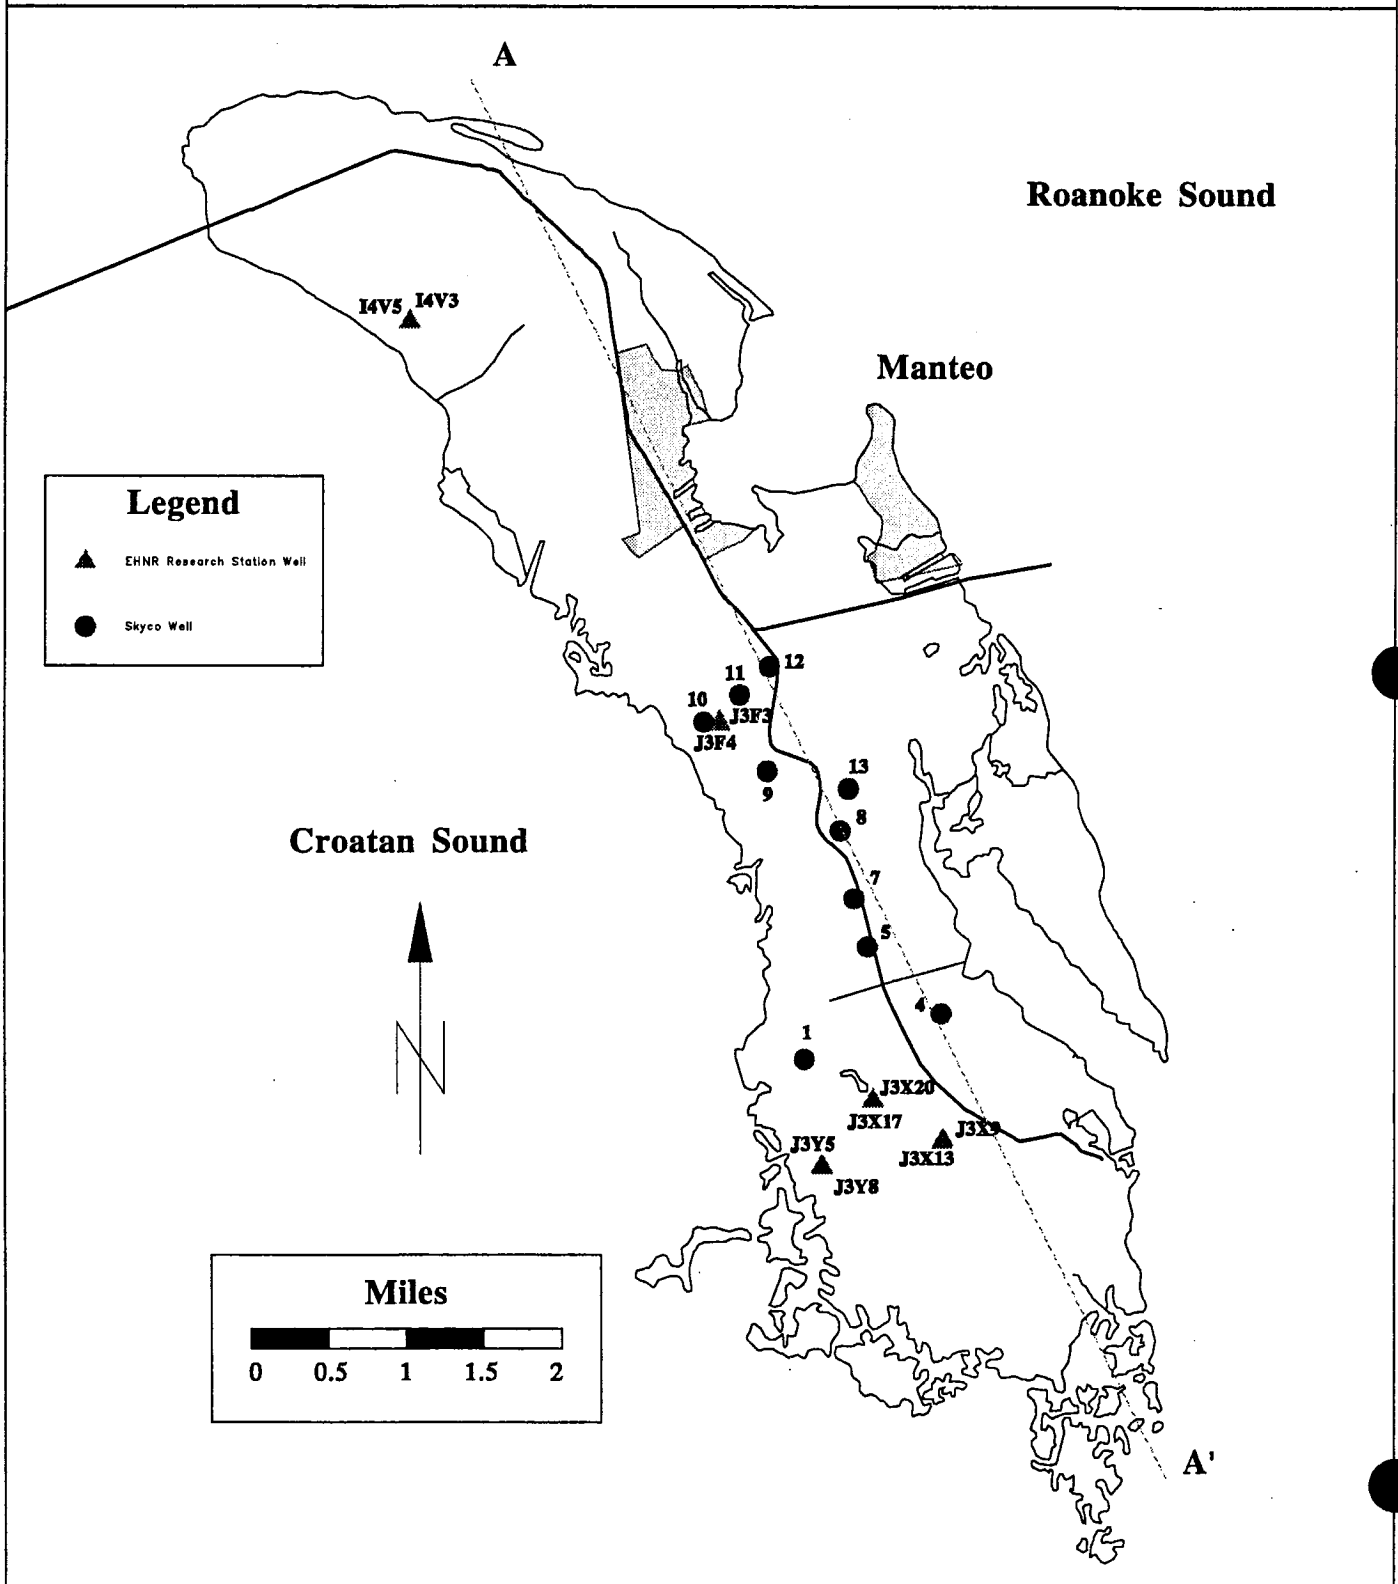 A
Roanoke Sound
I4V5 I4V3
Manteo
Legend
EHNR Research Station Well
Skyco Well
12
11
10
J3F3
J3F4
13
9
8
Croatan Sound
7
5
N
4
1
J3X20
J3X17
J3X9
J3Y5
J3X13
J3Y8
Miles
0 0.5 1 1.5 2
A'